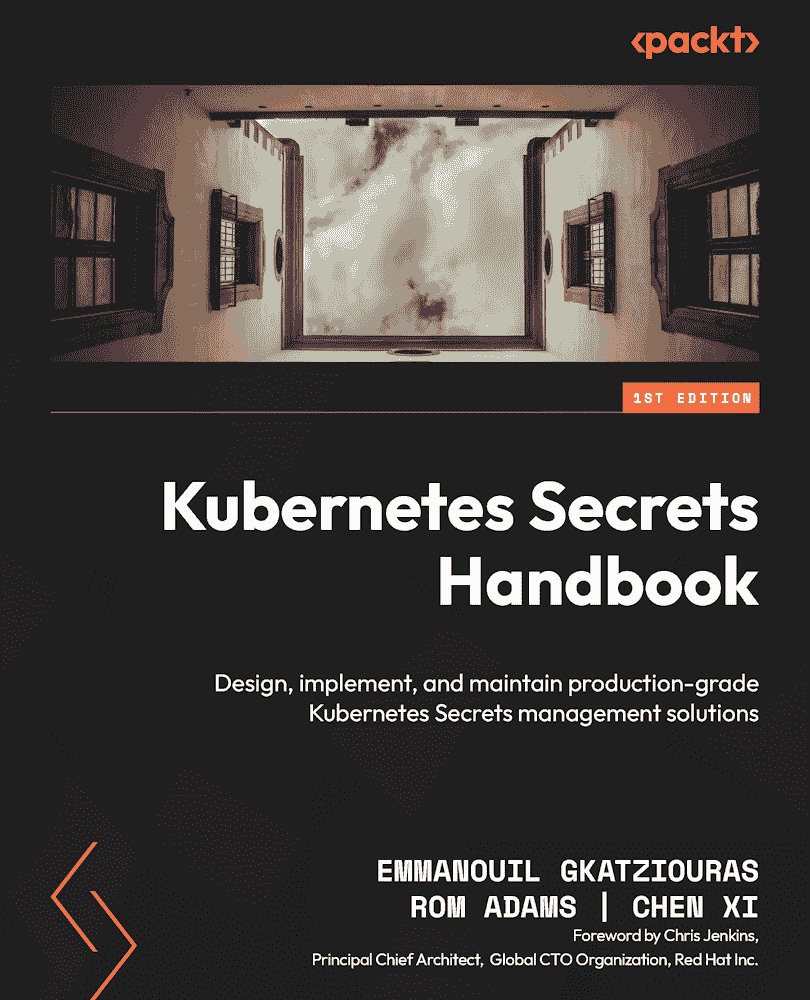 <packt>
1ST EDITION
Kubernetes Secrets
Handbook
Design, implement, and maintain production-grade
Kubernetes Secrets management solutions
EMMANOUIL GKATZIOURAS
ROM ADAMS | CHEN XI
Foreword by Chris Jenkins,
Principal Chief Architect, Global CTO Organization, Red Hat Inc.